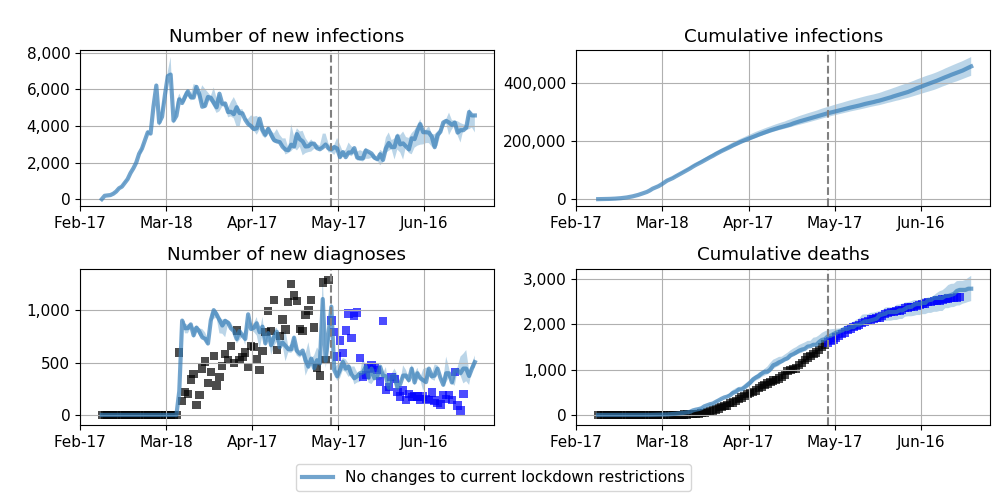 Number of new infections
8,000
6,000
4,000
2,000
0
Feb-17 Mar-18 Apr-17 May-17 Jun-16
Cumulative infections
400,000
200,000
0
Feb-17 Mar-18 Apr-17 May-17 Jun-16
Number of new diagnoses
1,000
500
0
Feb-17 Mar-18 Apr-17 May-17 Jun-16
Cumulative deaths
3,000
2,000
1,000
0
Feb-17 Mar-18 Apr-17 May-17 Jun-16
No changes to current lockdown restrictions